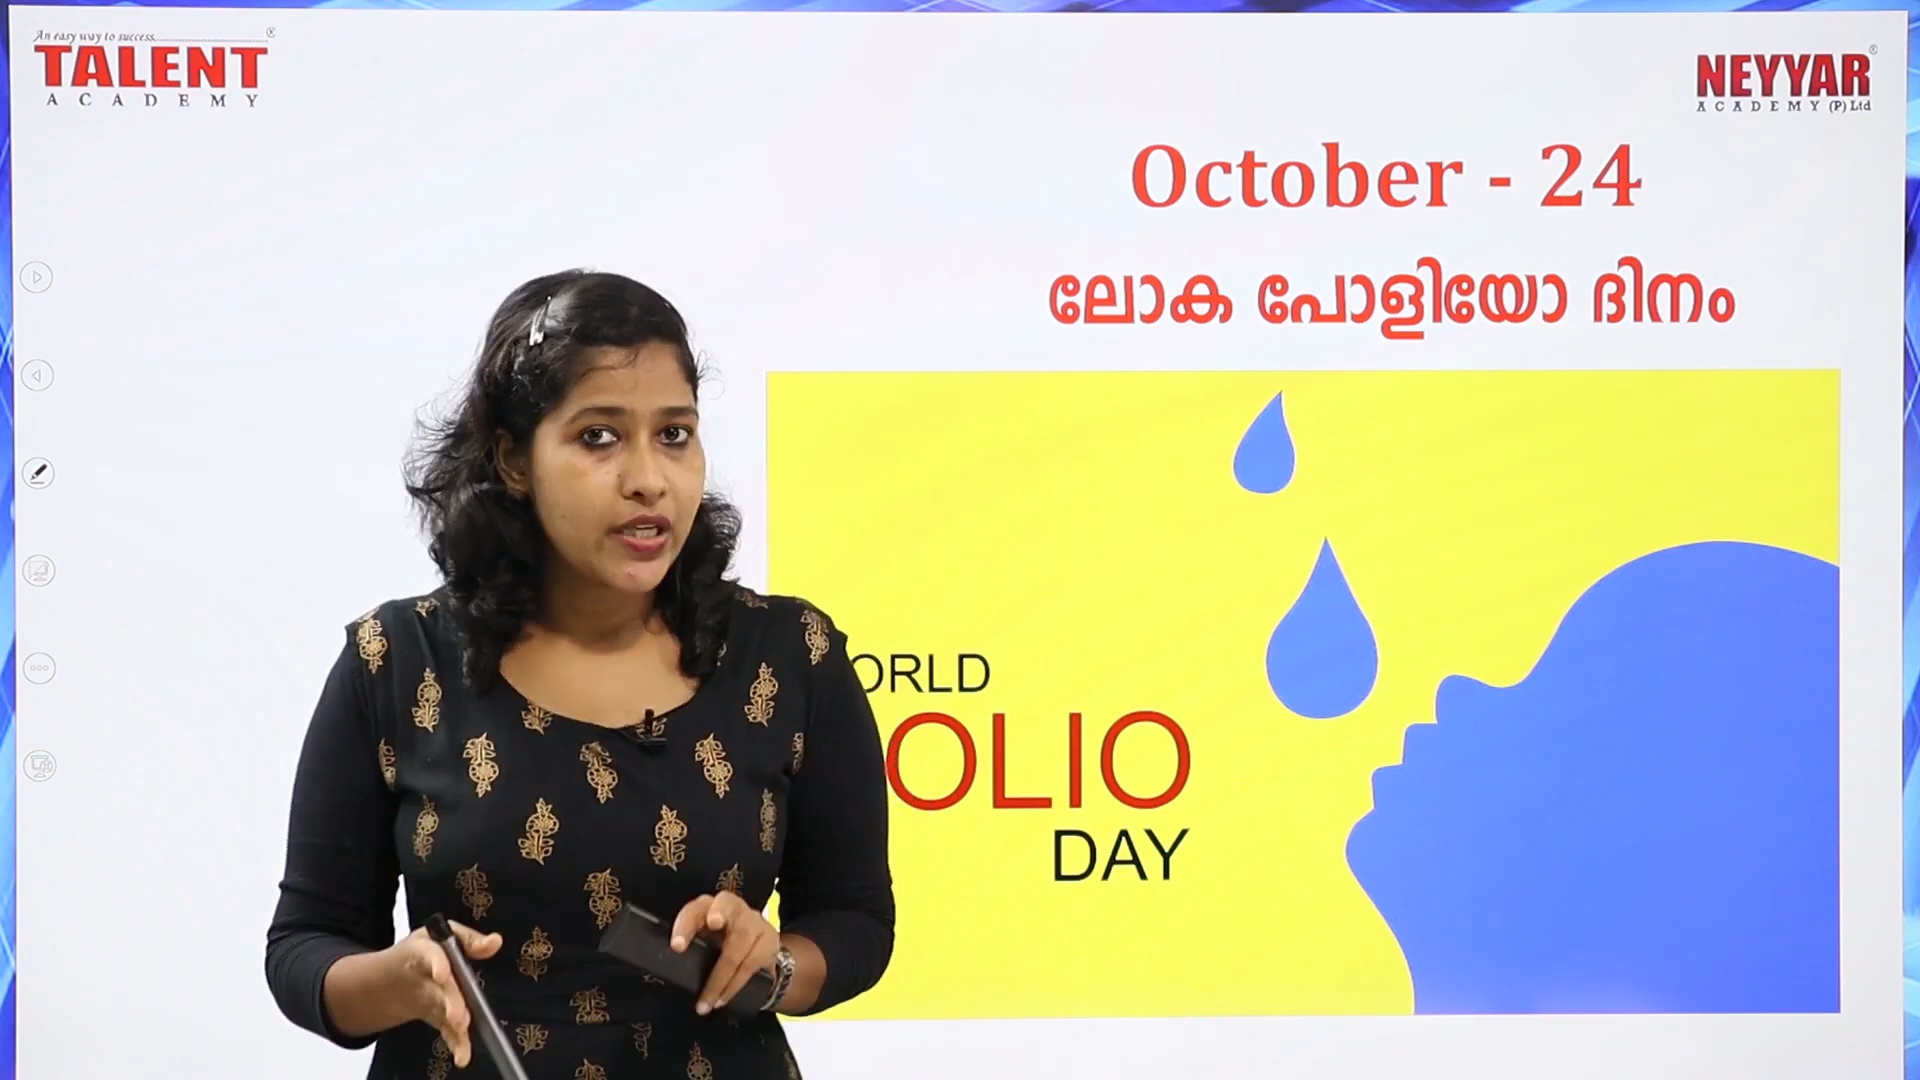 An easy way to success
TALENT
ACADEMY
NEYYAR
ACADEMY (P) Ltd
October - 24
ലോക പോളിയോ ദിനം
ORLD
OLIO
DAY